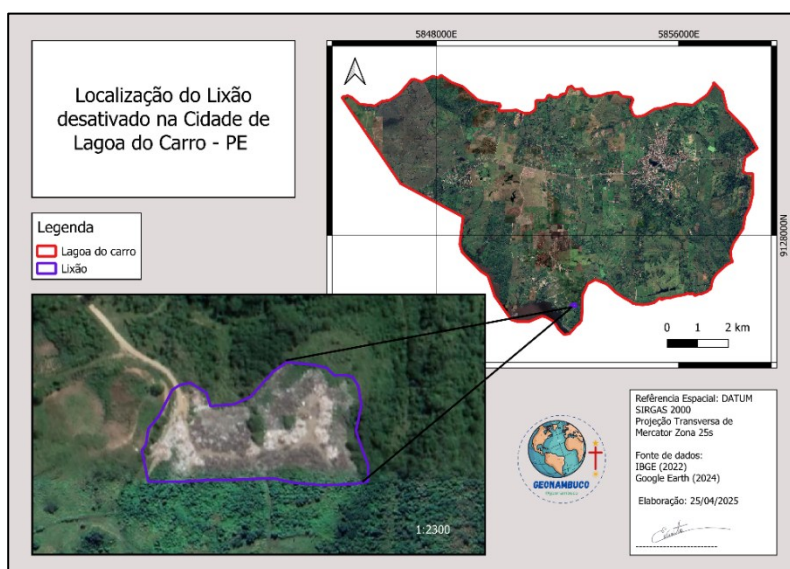 Localização do Lixão
desativado na Cidade de
Lagoa do Carro - PE
5848000E
5856000E
9128000N
Legenda
Lagoa do carro
Lixão
0 1 2 km
1:2300
GEONAMBUCO
Refêrencia Espacial: DATUM
SIRGAS 2000
Projeção Transversa de
Mercator Zona 25s
Fonte de dados:
IBGE (2022)
Google Earth (2024)
Elaboração: 25/04/2025